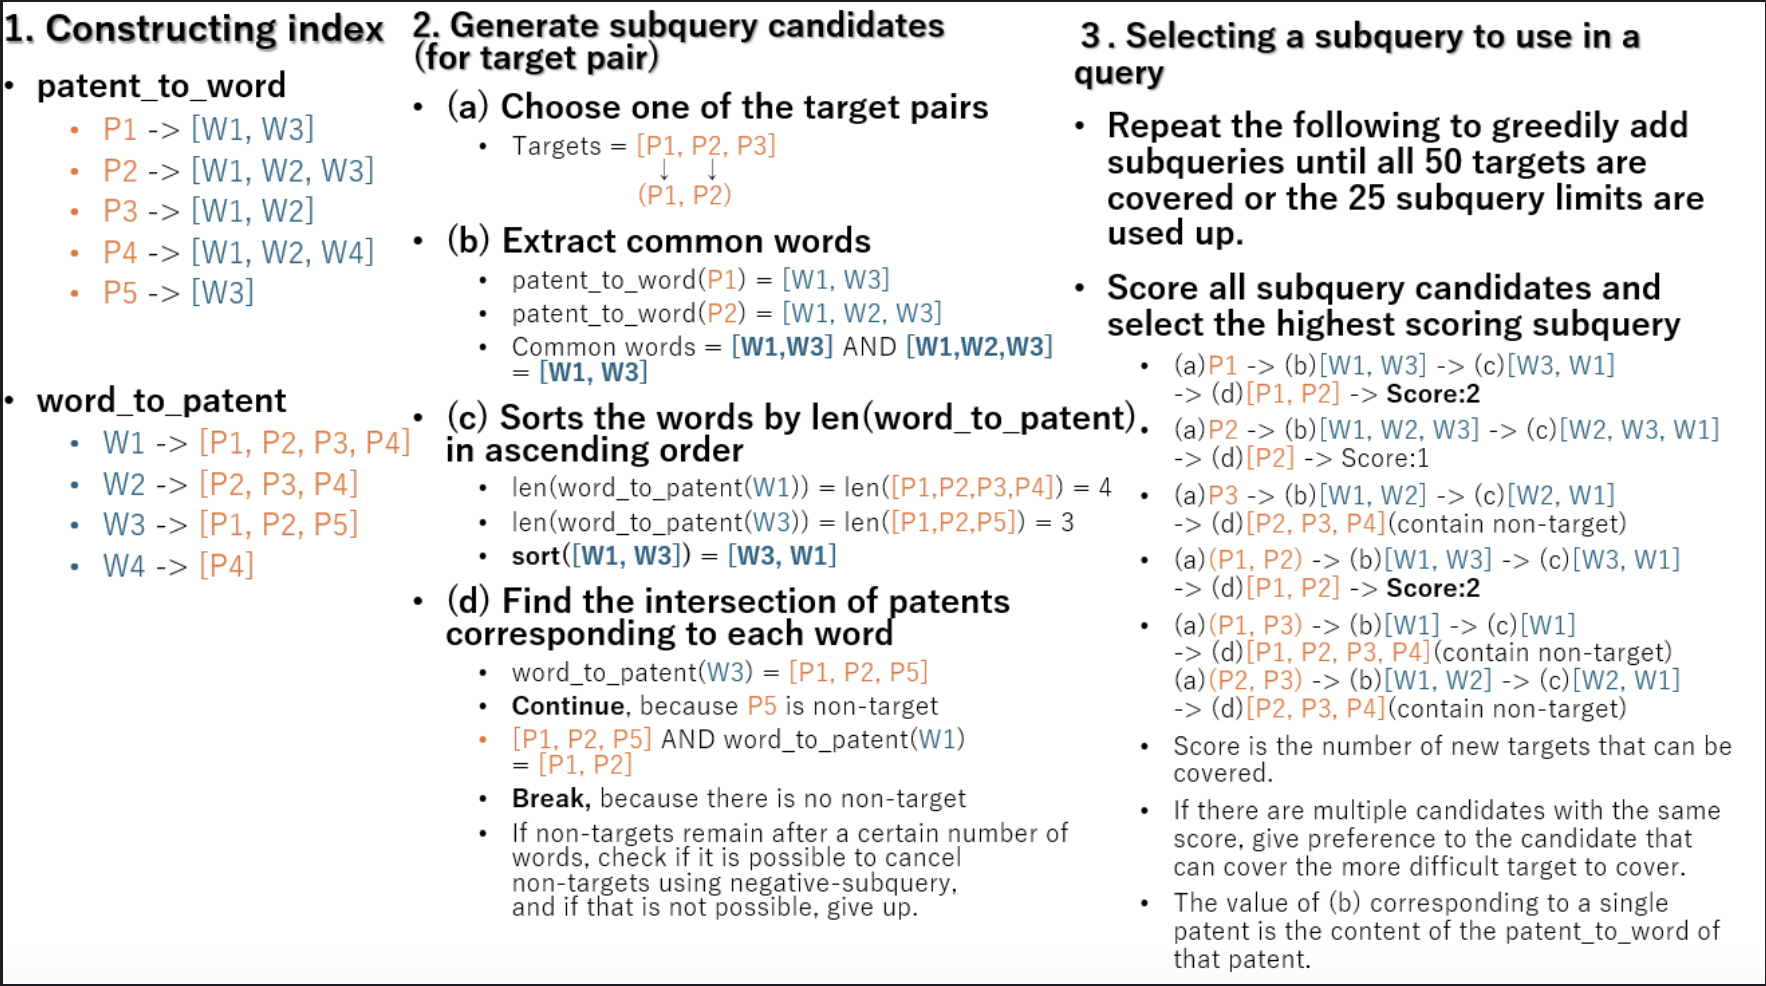 1. Constructing index
• patent_to_word
• P1 -> [W1, W3]
• P2 -> [W1, W2, W3]
• P3 -> [W1, W2]
• P4 -> [W1, W2, W4]
• P5 -> [W3]
• word_to_patent
• W1 -> [P1, P2, P3, P4]
• W2 -> [P2, P3, P4]
• W3 -> [P1, P2, P5]
• W4 -> [P4]
2. Generate subquery candidates
(for target pair)
• (a) Choose one of the target pairs
• Targets = [P1, P2, P3]
↓ ↓
(P1, P2)
• (b) Extract common words
• patent_to_word(P1) = [W1, W3]
• patent_to_word(P2) = [W1, W2, W3]
• Common words = [W1,W3] AND [W1,W2,W3]
= [W1, W3]
• (c) Sorts the words by len(word_to_patent)
in ascending order
• len(word_to_patent(W1)) = len([P1,P2,P3,P4]) = 4
• len(word_to_patent(W3)) = len([P1,P2,P5]) = 3
• sort([W1, W3]) = [W3, W1]
• (d) Find the intersection of patents
corresponding to each word
• word_to_patent(W3) = [P1, P2, P5]
• Continue, because P5 is non-target
• [P1, P2, P5] AND word_to_patent(W1)
= [P1, P2]
• Break, because there is no non-target
• If non-targets remain after a certain number of
words, check if it is possible to cancel
non-targets using negative-subquery,
and if that is not possible, give up.
3. Selecting a subquery to use in a
query
• Repeat the following to greedily add
subqueries until all 50 targets are
covered or the 25 subquery limits are
used up.
• Score all subquery candidates and
select the highest scoring subquery
• (a)P1 -> (b)[W1, W3] -> (c)[W3, W1]
-> (d)[P1, P2] -> Score:2
• (a)P2 -> (b)[W1, W2, W3] -> (c)[W2, W3, W1]
-> (d)[P2] -> Score:1
• (a)P3 -> (b)[W1, W2] -> (c)[W2, W1]
-> (d)[P2, P3, P4](contain non-target)
• (a)(P1, P2) -> (b)[W1, W3] -> (c)[W3, W1]
-> (d)[P1, P2] -> Score:2
• (a)(P1, P3) -> (b)[W1] -> (c)[W1]
-> (d)[P1, P2, P3, P4](contain non-target)
(a)(P2, P3) -> (b)[W1, W2] -> (c)[W2, W1]
-> (d)[P2, P3, P4](contain non-target)
• Score is the number of new targets that can be
covered.
• If there are multiple candidates with the same
score, give preference to the candidate that
can cover the more difficult target to cover.
• The value of (b) corresponding to a single
patent is the content of the patent_to_word of
that patent.